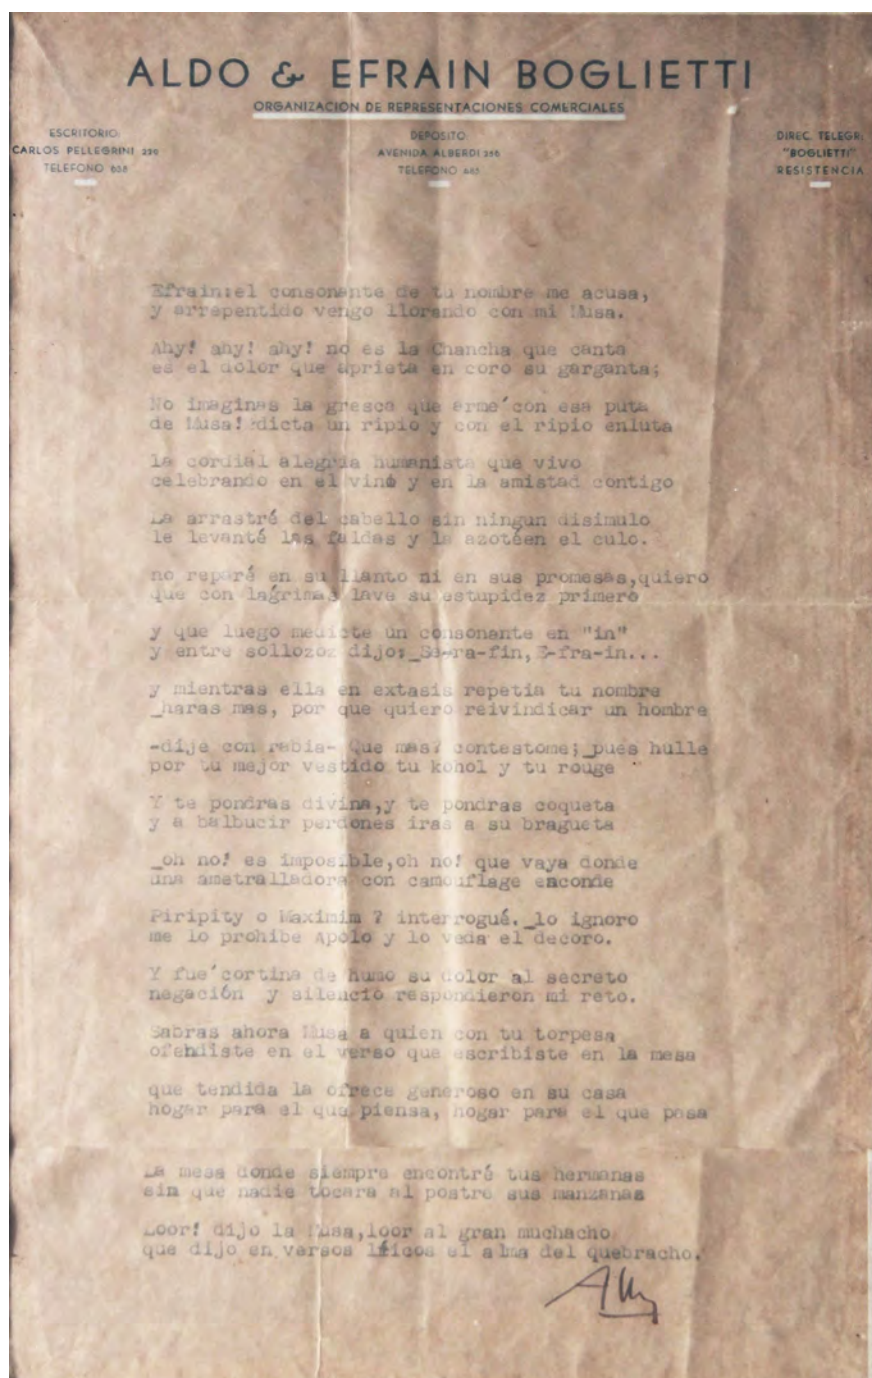 ALDO & EFRAIN BOGLIETTI
ORGANIZACION DE REPRESENTACIONES COMERCIALES
ESCRITORIO:
CARLOS PELLEGRINI 220
TELEFONO
DEPOSITO
AVENIDA ALBERDI
TELEFONO
DIREC. TELEGR.
"BOGLIETTI"
RESISTENCIA
Efrain:el consonante de tu nombre me acusa,
y arrepentido vengo llorando con mi Musa.
Ahy! ahy! ahy! no es la Chancha que canta
es el dolor que aprieta en coro su garganta;
No imaginas la gresca que arme´con esa puta
de Musa! dicta un ripio y con el ripio enluta
la cordial alegria humanista que vivo
celebrando en el vino y en la amistad contigo
La arrastré del cabello sin ningun disimulo
le levanté las faldas y la azotéen el culo.
no reparé en su llanto ni en sus promesas,quiero
que con lagrimas lave su estupidez primero
y que luego medicte un consonante en "in"
y entre sollozoz dijo:_Se-ra-fin,E-fra-in...
y mientras ella en extasis repetia tu nombre
_haras mas, por que quiero reivindicar un hombre
-dije con rabia- Que mas? contestome;_pues hulle
por tu mejor vestido tu kohol y tu rouge
Y te pondras divina,y te pondras coqueta
y a balbucir perdones iras a su bragueta
_oh no! es imposible,oh no! que vaya donde
una ametralladora con camouflage esconde
Piripity o Maximim ? interrogué._lo ignoro
me lo prohibe Apolo y lo veda el decoro.
Y fue´cortina de humo su dolor al secreto
negación y silencio respondieron mi reto.
Sabras ahora Musa a quien con tu torpesa
ofendiste en el verso que escribiste en la mesa
que tendida la ofrece generoso en su casa
hogar para el que piensa, hogar para el que pasa
La mesa donde siempre encontré tus hermanas
sin que nadie tocara al postre sus manzanas
Loor! dijo la Musa,loor al gran muchacho
que dijo en versos líricos el alma del quebracho.